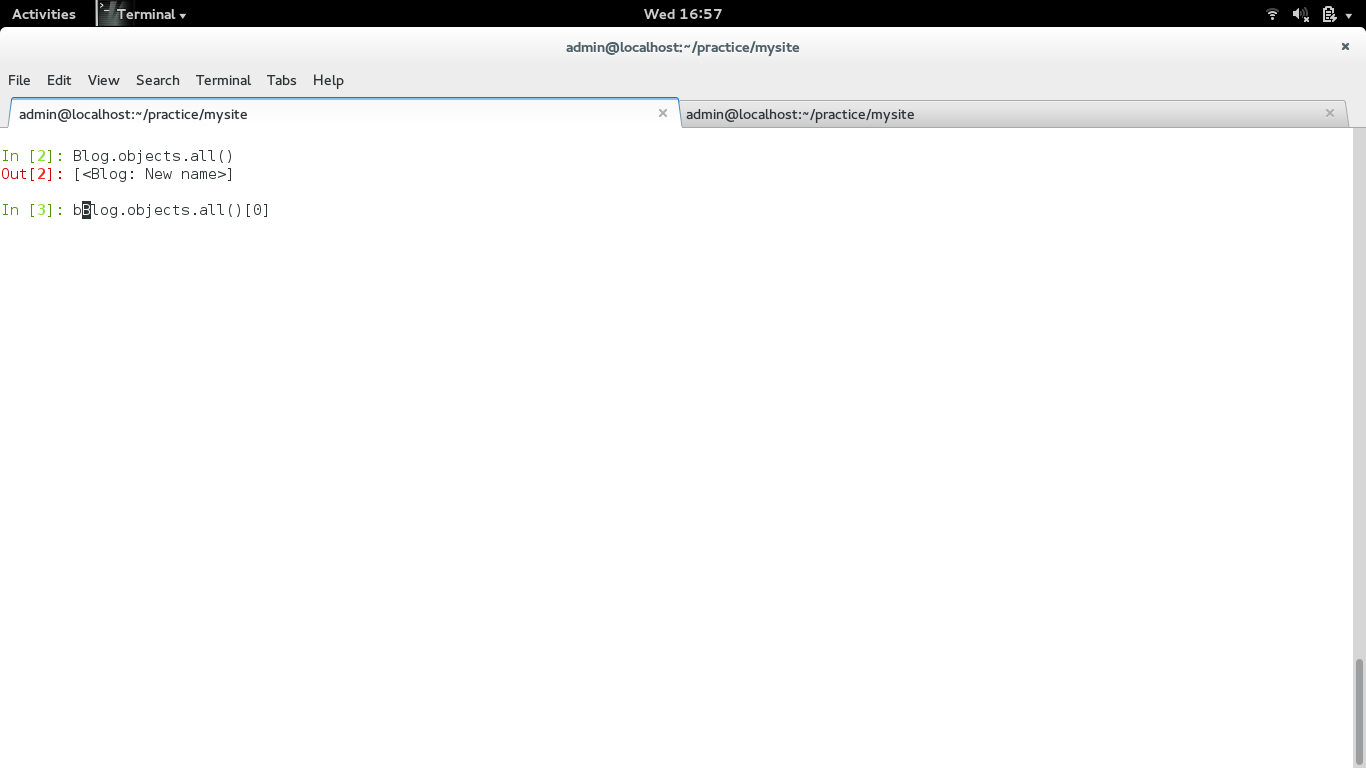 Activities Terminal Wed 16:57
admin@localhost:~/practice/mysite
File Edit View Search Terminal Tabs Help
admin@localhost:~/practice/mysite admin@localhost:~/practice/mysite
In [2]: Blog.objects.all()
Out[2]: [<Blog: New name>]
In [3]: bBlog.objects.all()[0]